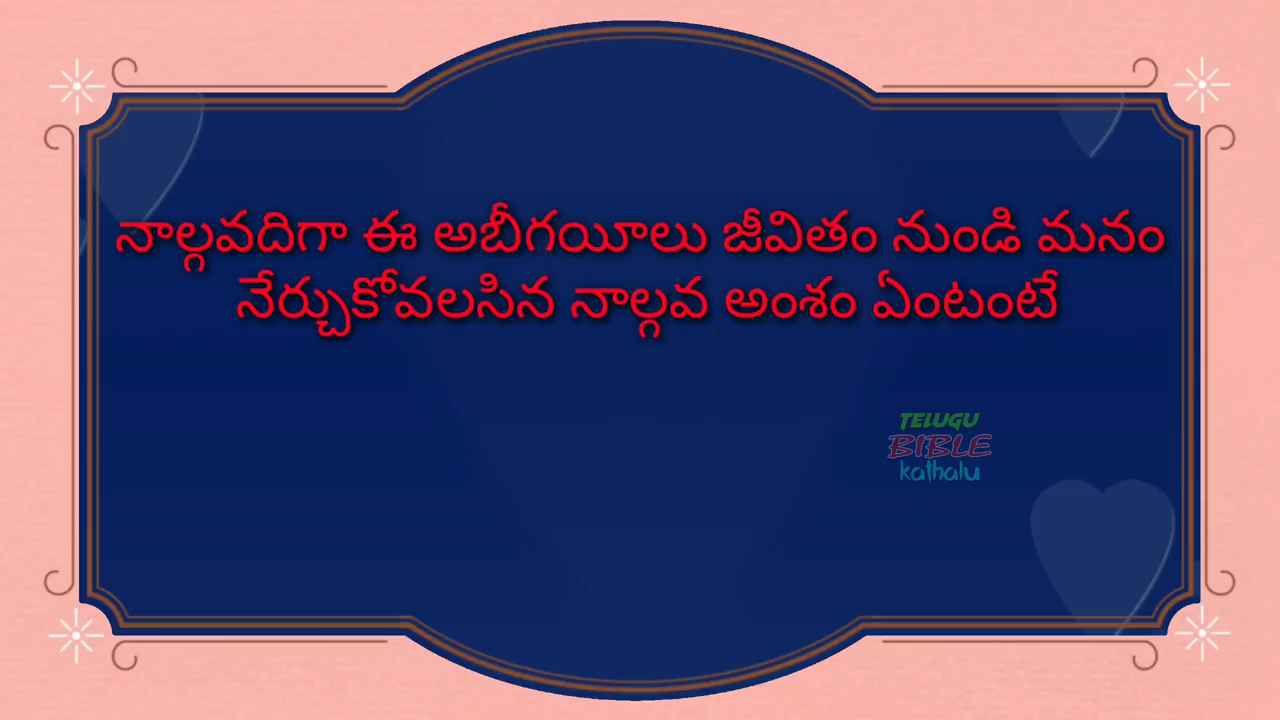 నాల్గవదిగా ఈ అబీగయీలు జీవితం నుండి మనం
నేర్చుకోవలసిన నాల్గవ అంశం ఏంటంటే
TELUGU
BIBLE
kathalu